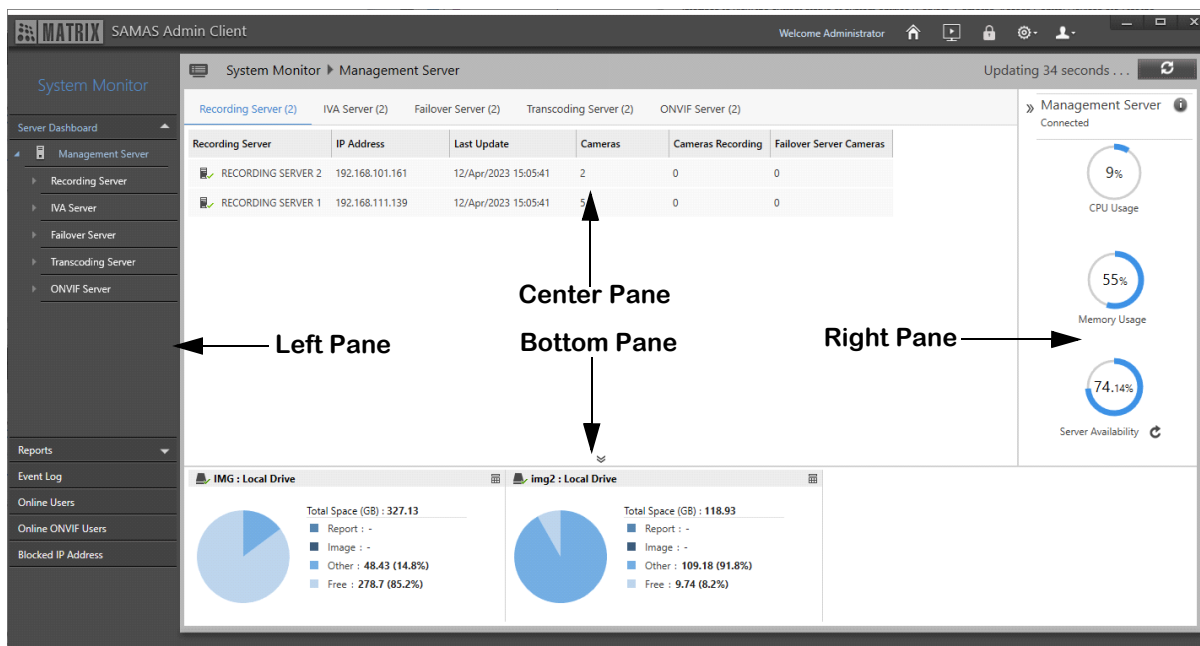 MATRIX SAMAS Admin Client
Welcome Administrator
System Monitor
System Monitor Management Server
Updating 34 seconds . . .
Server Dashboard
Management Server
Recording Server
IVA Server
Failover Server
Transcoding Server
ONVIF Server
Reports
Event Log
Online Users
Online ONVIF Users
Blocked IP Address
Recording Server (2) IVA Server (2) Failover Server (2) Transcoding Server (2) ONVIF Server (2)
Recording Server IP Address Last Update Cameras Cameras Recording Failover Server Cameras
RECORDING SERVER 2 192.168.101.161 12/Apr/2023 15:05:41 2 0 0
RECORDING SERVER 1 192.168.111.139 12/Apr/2023 15:05:41 5 0 0
Center Pane
Left Pane
Bottom Pane
Right Pane
Management Server
Connected
9%
CPU Usage
55%
Memory Usage
74.14%
Server Availability
IMG : Local Drive
Total Space (GB) : 327.13
Report : -
Image : -
Other : 48.43 (14.8%)
Free : 278.7 (85.2%)
img2 : Local Drive
Total Space (GB) : 118.93
Report : -
Image : -
Other : 109.18 (91.8%)
Free : 9.74 (8.2%)